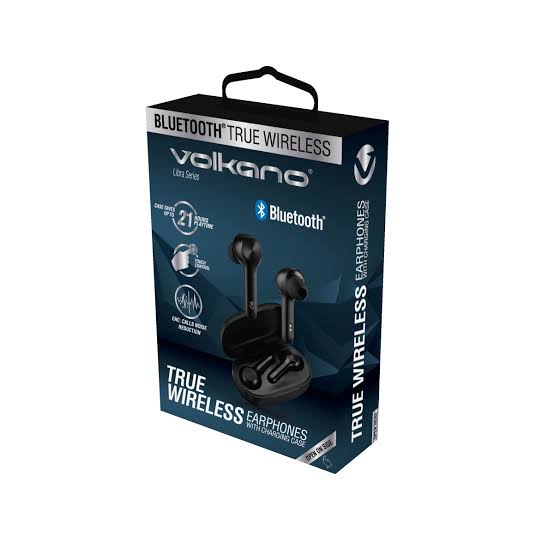 BLUETOOTH® TRUE WIRELESS
volkano®
Libra Series
Bluetooth®
CASE GIVES
UP TO
21 HOURS
PLAYTIME
TOUCH
CONTROL
ENC: CALLS NOISE
REDUCTION
TRUE
WIRELESS
EARPHONES
WITH CHARGING CASE
OPEN ON SIDE
TRUE WIRELESS
EARPHONES
WITH CHARGING CASE